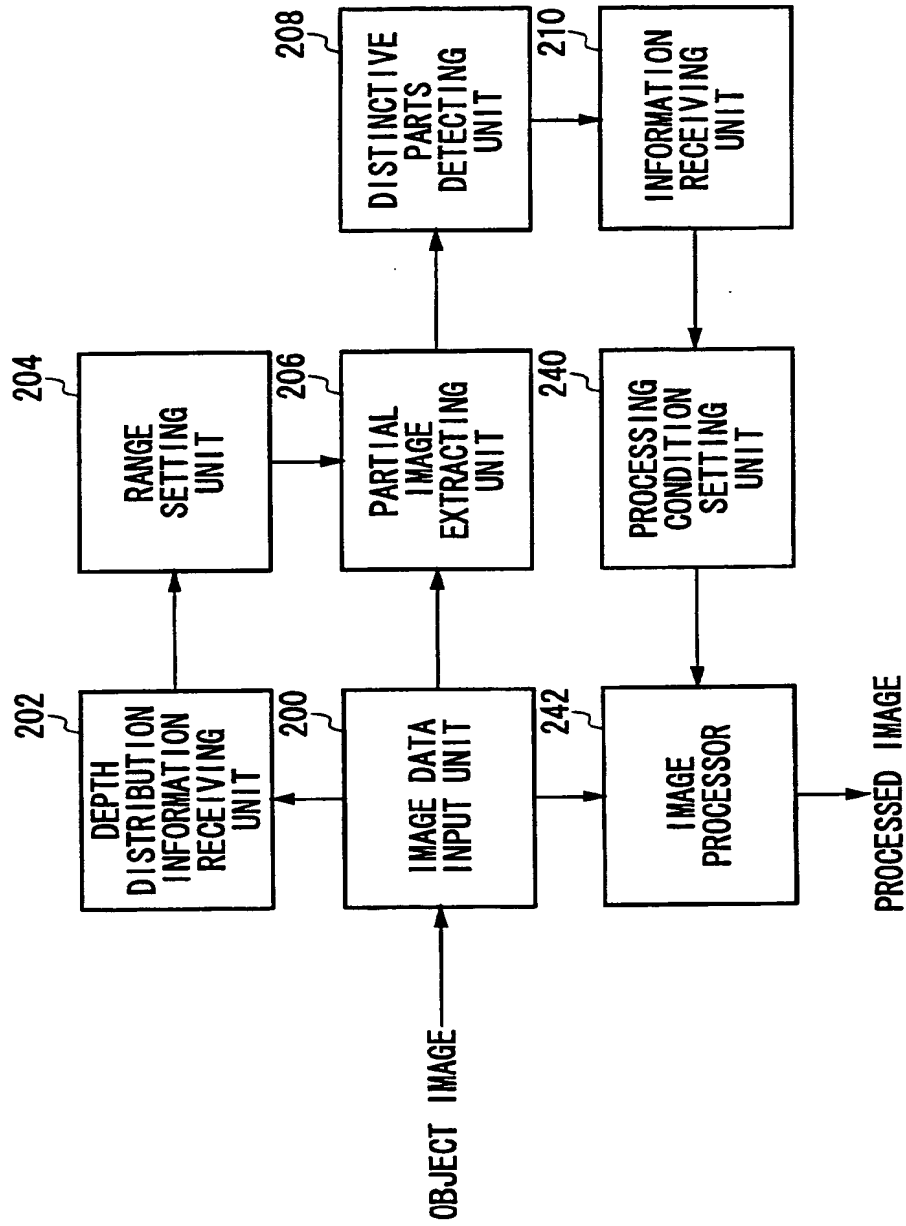 202
DEPTH
DISTRIBUTION
INFORMATION
RECEIVING
UNIT
204
RANGE
SETTING
UNIT
OBJECT IMAGE
200
IMAGE DATA
INPUT UNIT
206
PARTIAL
IMAGE
EXTRACTING
UNIT
208
DISTINCTIVE
PARTS
DETECTING
UNIT
242
IMAGE
PROCESSOR
240
PROCESSING
CONDITION
SETTING
UNIT
210
INFORMATION
RECEIVING
UNIT
PROCESSED IMAGE